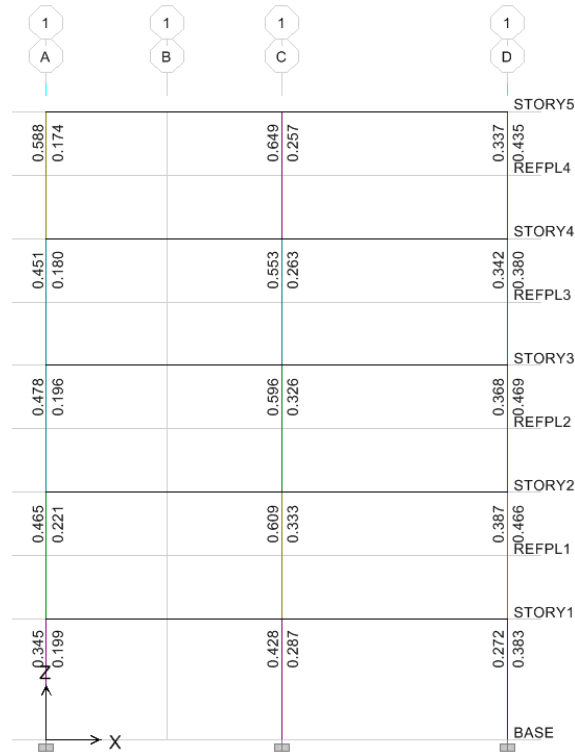 1 1 1 1
A B C D
STORY5
0.588 0.174 0.649 0.257 0.337 0.435
REFPL4
STORY4
0.451 0.180 0.553 0.263 0.342 0.380
REFPL3
STORY3
0.478 0.196 0.596 0.326 0.368 0.469
REFPL2
STORY2
0.465 0.221 0.609 0.333 0.387 0.466
REFPL1
STORY1
0.345 0.199 0.428 0.287 0.272 0.383
Z
BASE
X